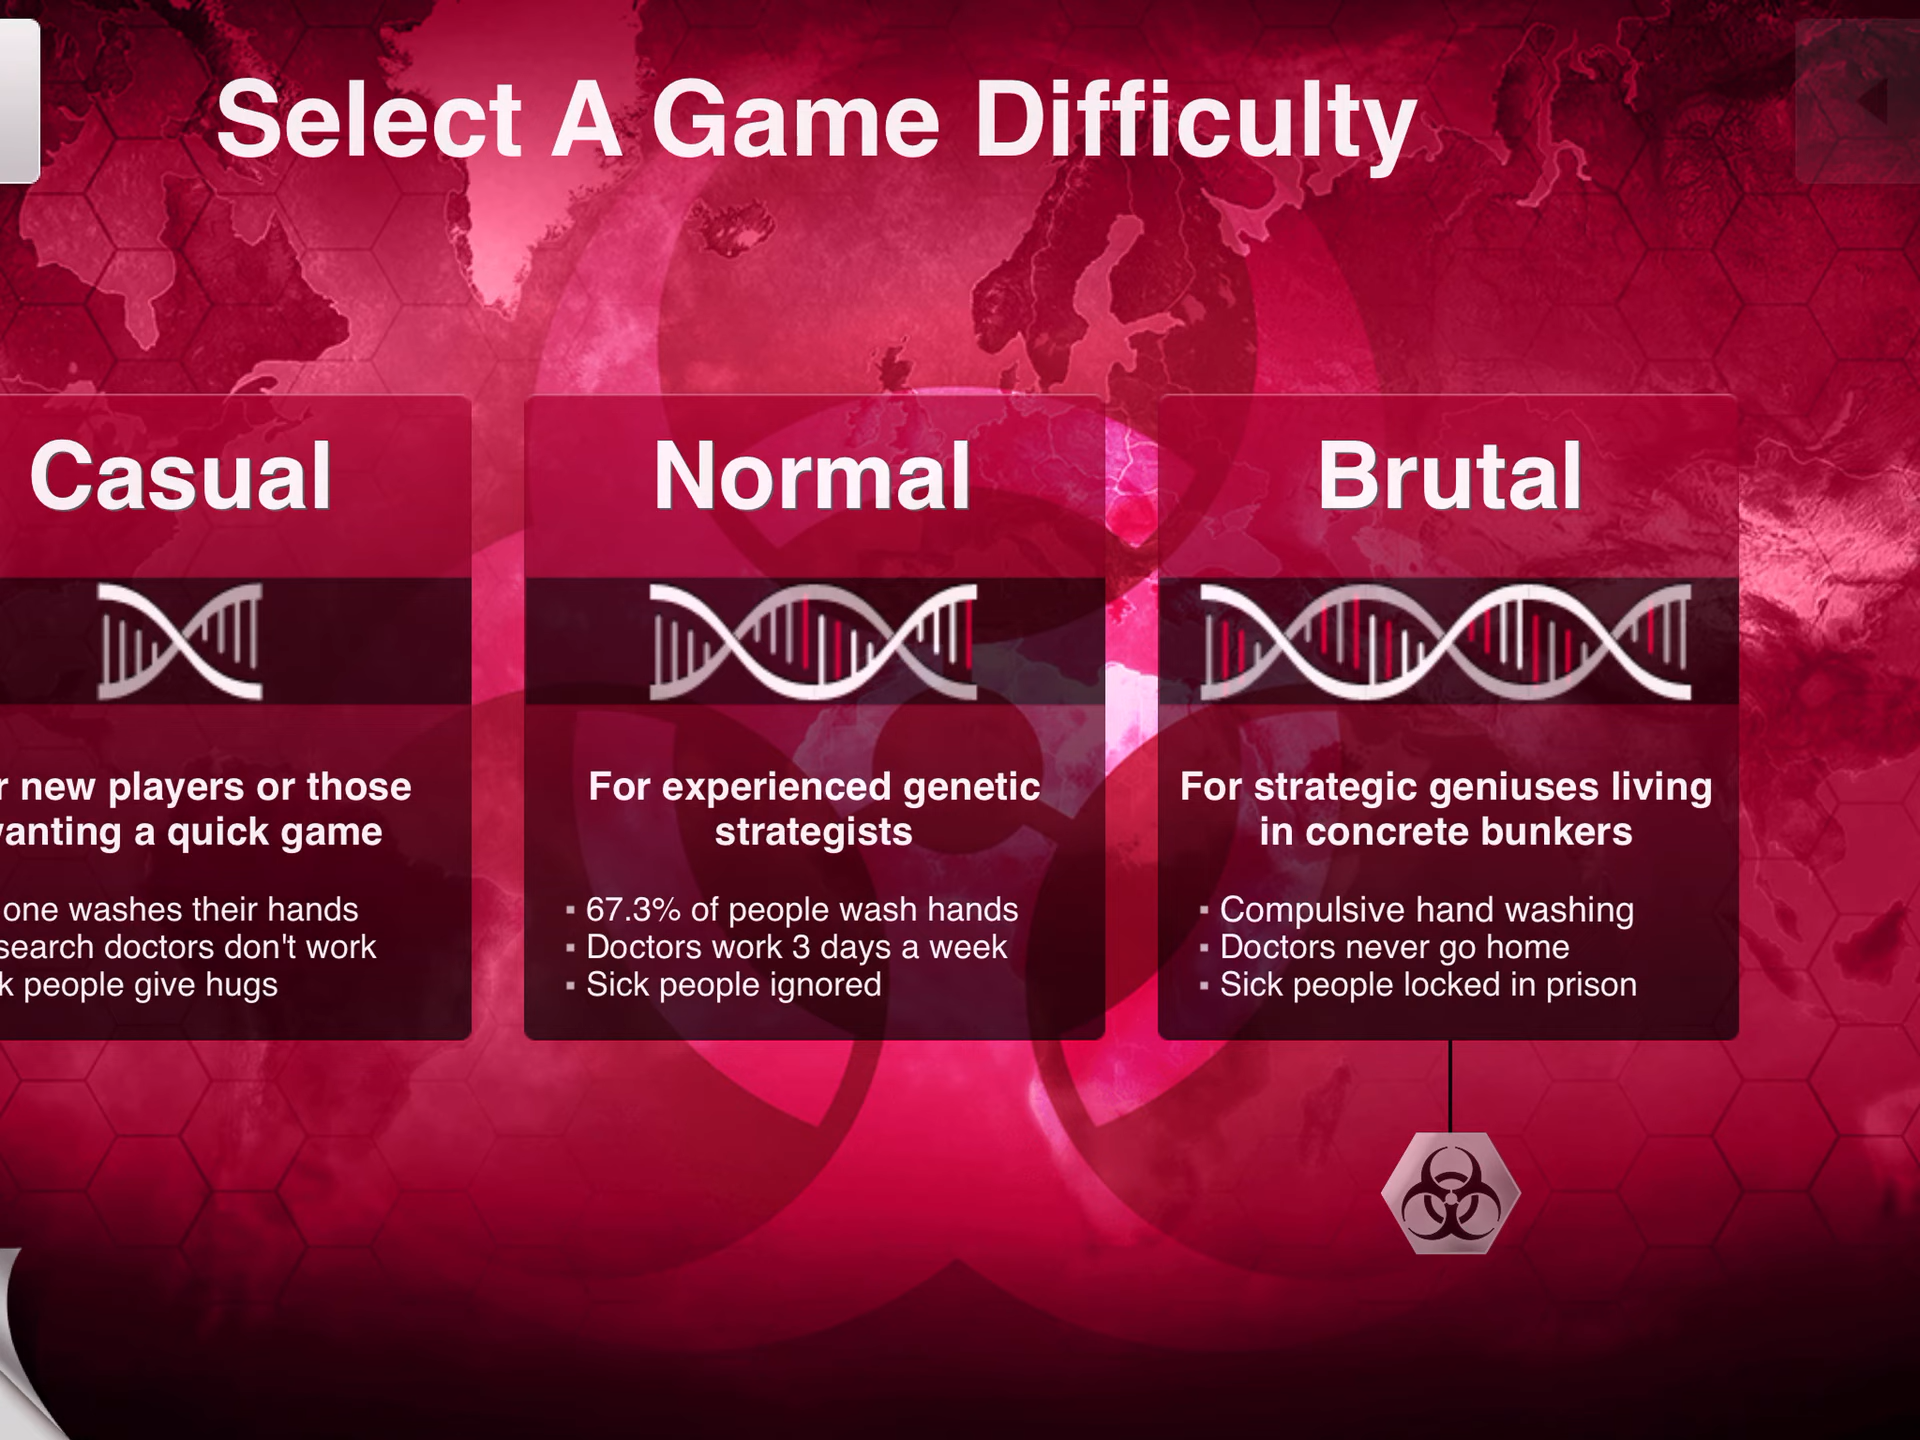 Select A Game Difficulty
Casual
new players or those
a quick game
one washes their hands
doctors don't work
people give hugs
Normal
For experienced genetic
strategists
▪ 67.3% of people wash hands
▪ Doctors work 3 days a week
▪ Sick people ignored
Brutal
For strategic geniuses living
in concrete bunkers
▪ Compulsive hand washing
▪ Doctors never go home
▪ Sick people locked in prison